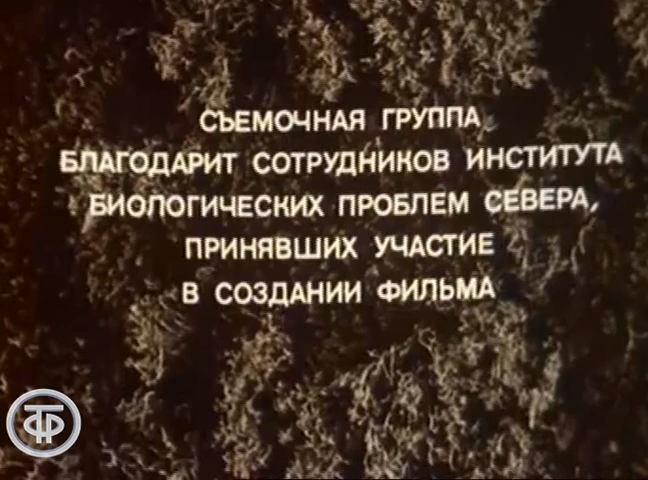 СЪЕМОЧНАЯ ГРУППА
БЛАГОДАРИТ СОТРУДНИКОВ ИНСТИТУТА
БИОЛОГИЧЕСКИХ ПРОБЛЕМ СЕВЕРА,
ПРИНЯВШИХ УЧАСТИЕ
В СОЗДАНИИ ФИЛЬМА